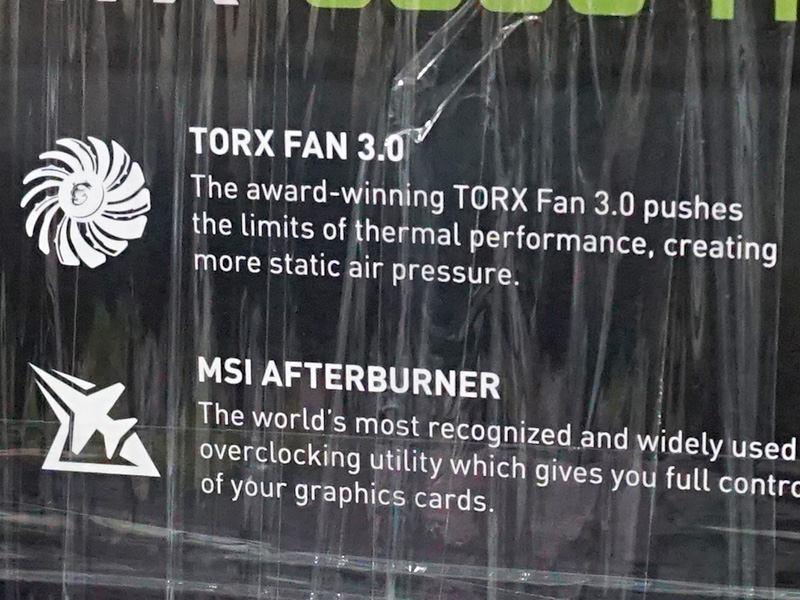 TORX FAN 3.0
The award-winning TORX Fan 3.0 pushes
the limits of thermal performance, creating
more static air pressure.
MSI AFTERBURNER
The world's most recognized and widely used
overclocking utility which gives you full contro
of your graphics cards.